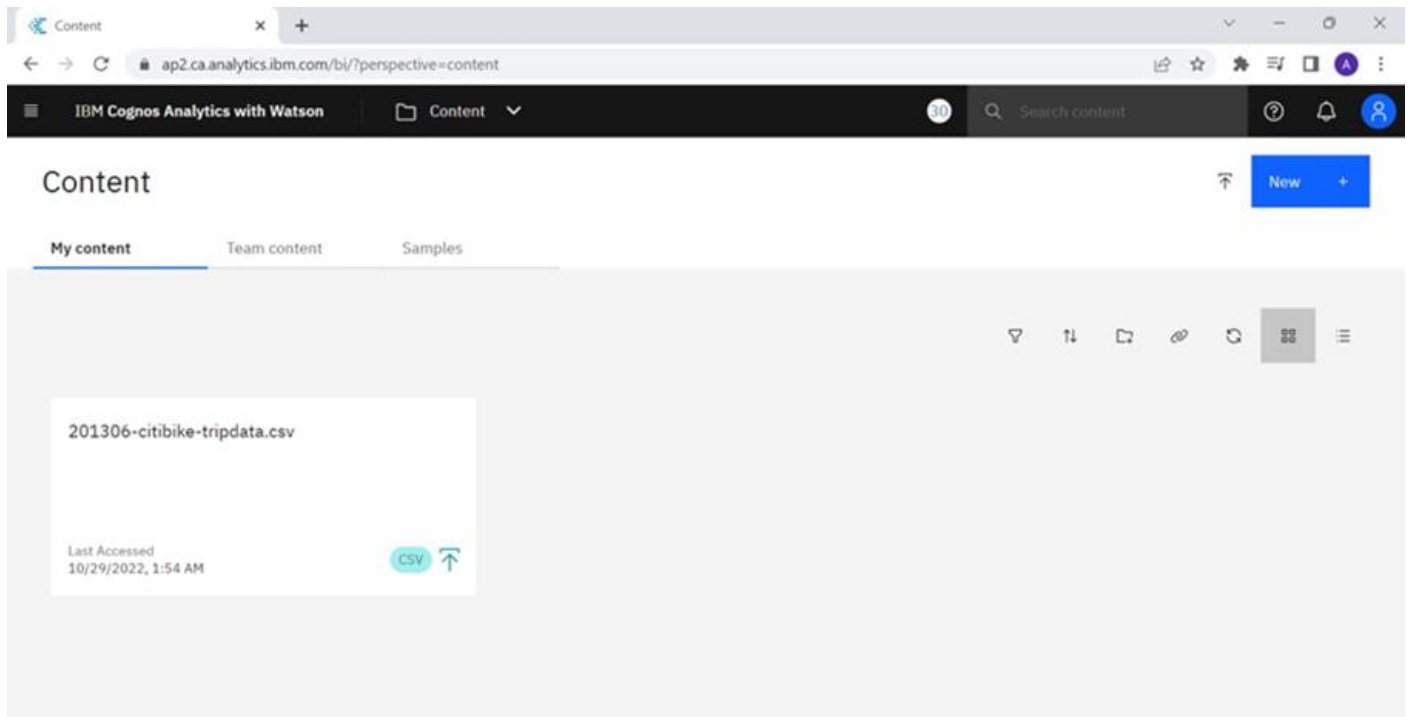 Content
ap2.ca.analytics.ibm.com/bi/?perspective=content
A
IBM Cognos Analytics with Watson
Content
30
Search content
Content
New +
My content Team content Samples
201306-citibike-tripdata.csv
Last Accessed
10/29/2022, 1:54 AM
CSV